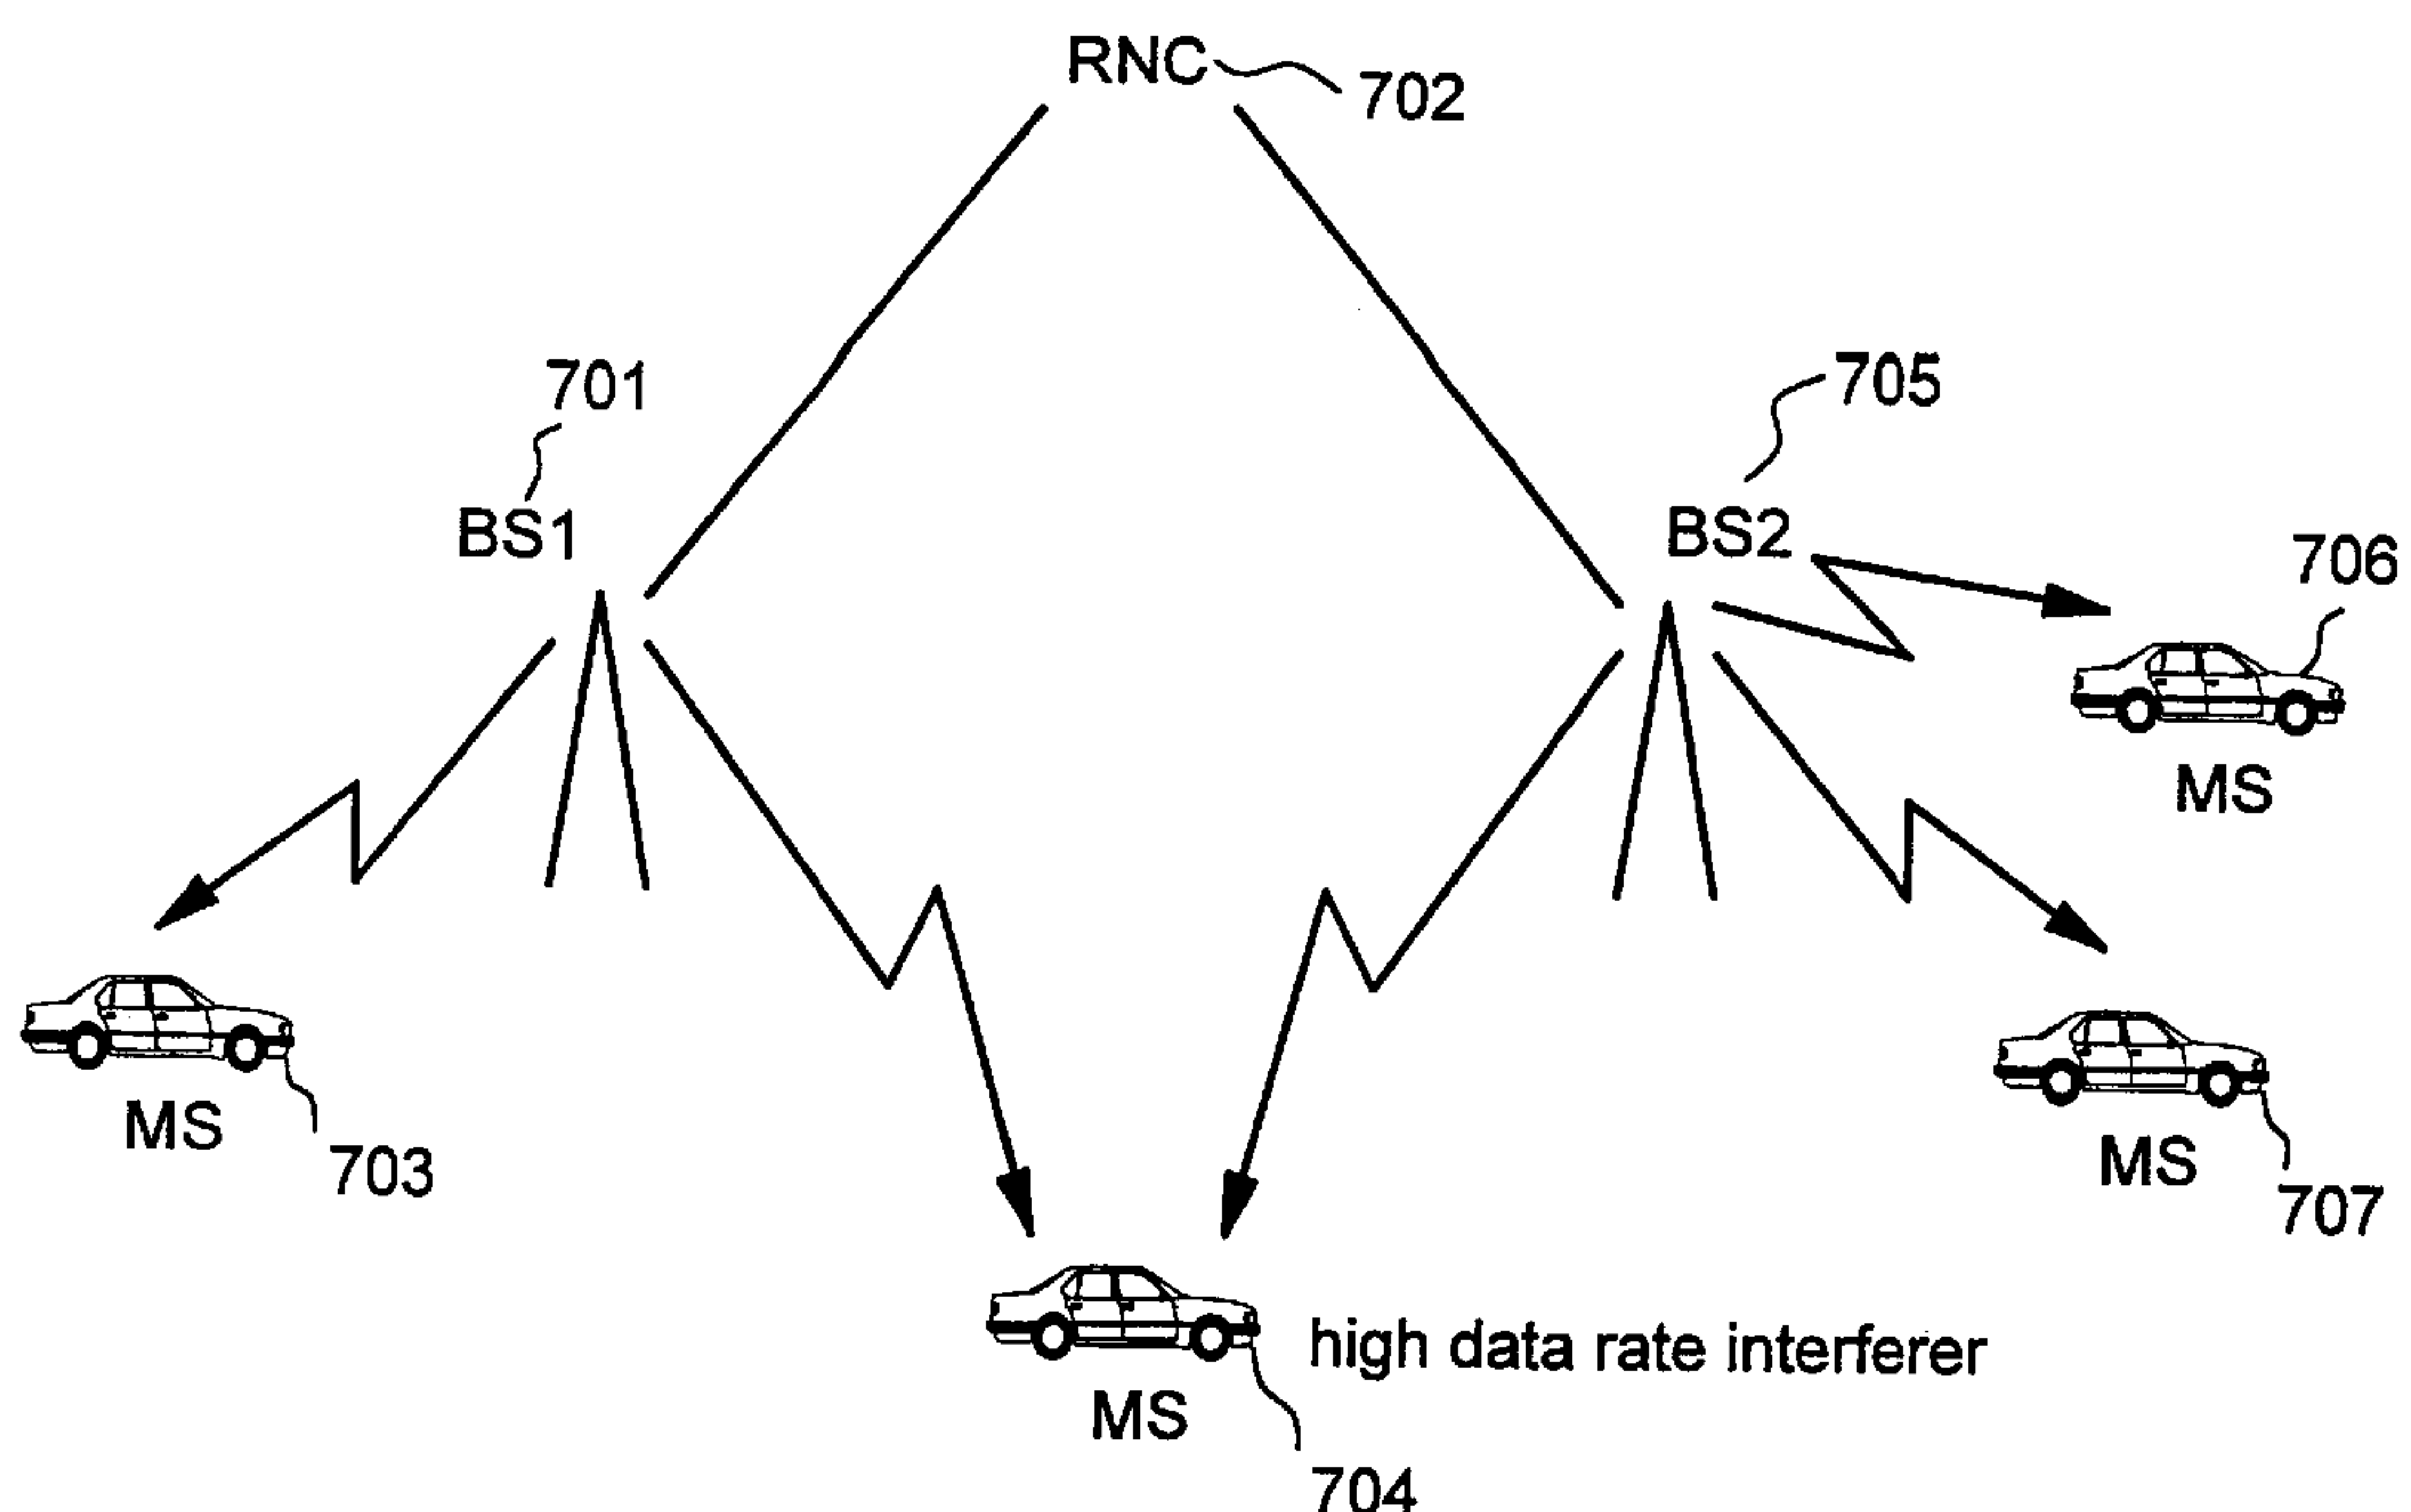 RNC
702
701
705
BS1
BS2
706
MS
MS
703
MS
707
high data rate interferer
MS
704